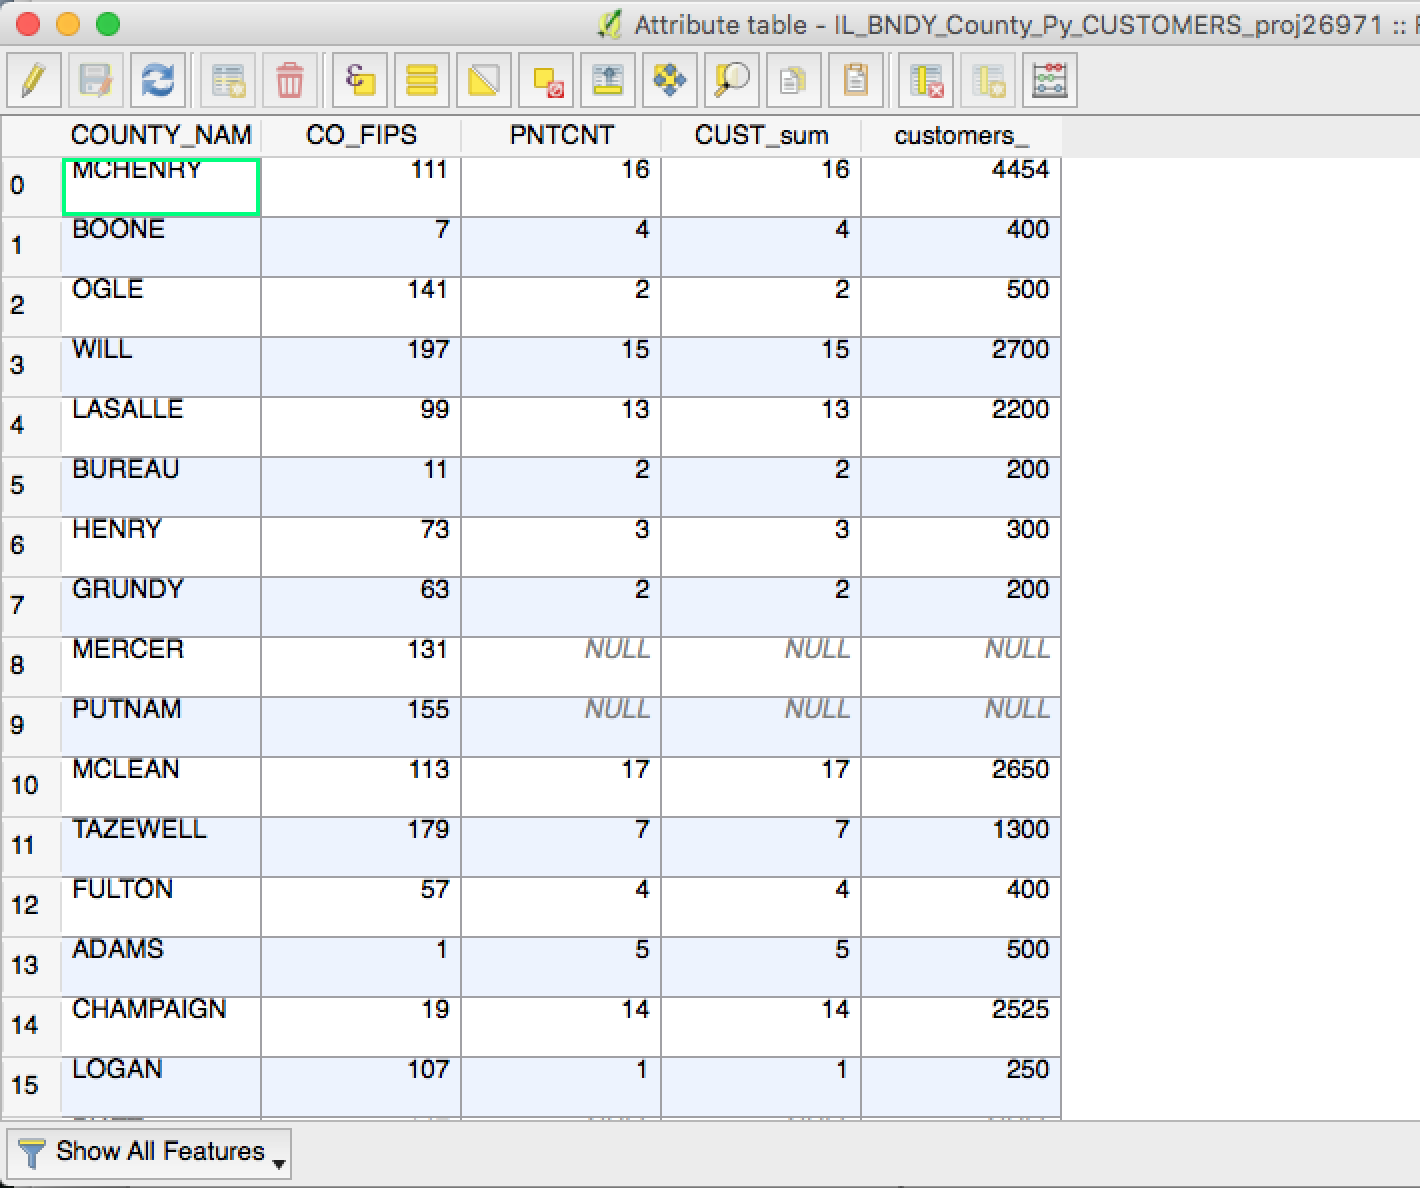 Attribute table - IL_BNDY_County_Py_CUSTOMERS_proj26971 ::
COUNTY_NAM CO_FIPS PNTCNT CUST_sum customers_
0 MCHENRY 111 16 16 4454
1 BOONE 7 4 4 400
2 OGLE 141 2 2 500
3 WILL 197 15 15 2700
4 LASALLE 99 13 13 2200
5 BUREAU 11 2 2 200
6 HENRY 73 3 3 300
7 GRUNDY 63 2 2 200
8 MERCER 131 NULL NULL NULL
9 PUTNAM 155 NULL NULL NULL
10 MCLEAN 113 17 17 2650
11 TAZEWELL 179 7 7 1300
12 FULTON 57 4 4 400
13 ADAMS 1 5 5 500
14 CHAMPAIGN 19 14 14 2525
15 LOGAN 107 1 1 250
Show All Features